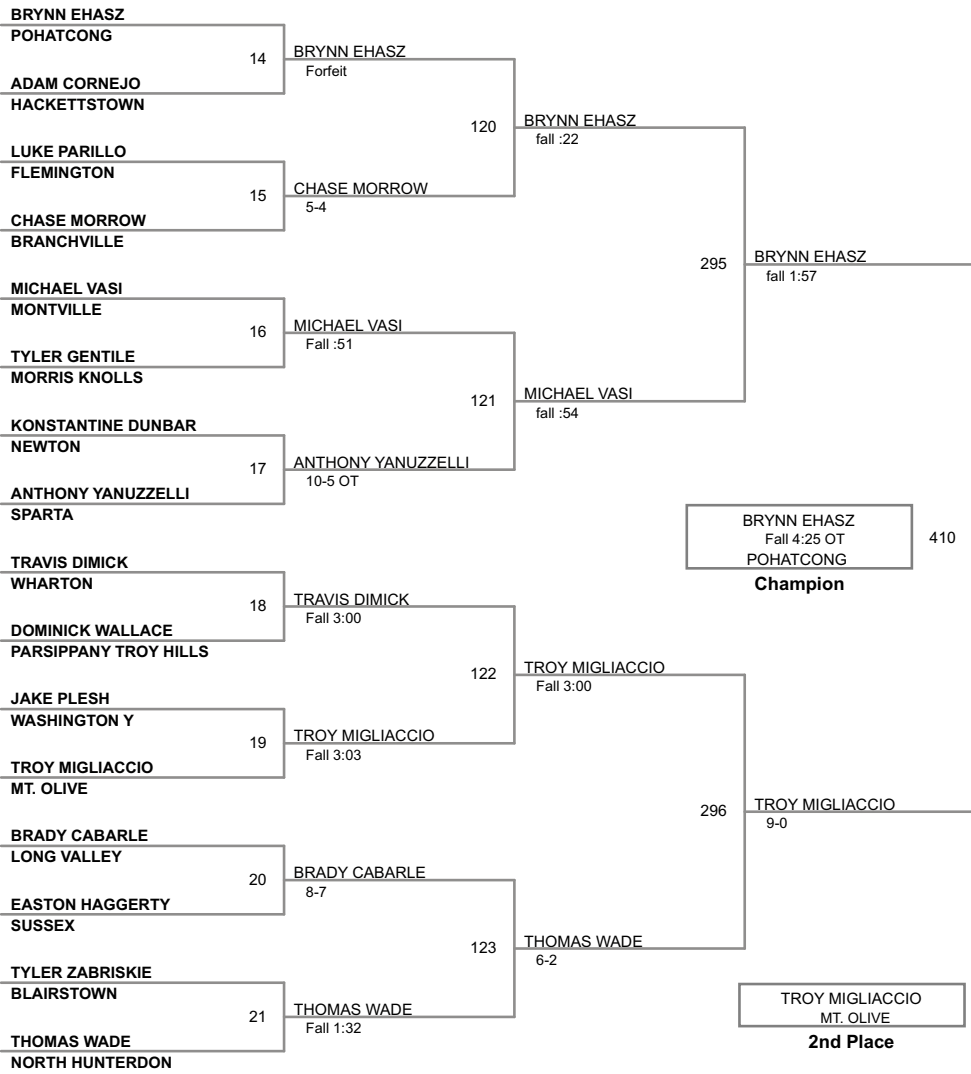 BRYNN EHASZ
POHATCONG
14
BRYNN EHASZ
Forfeit
ADAM CORNEJO
HACKETTSTOWN
120
BRYNN EHASZ
fall :22
LUKE PARILLO
FLEMINGTON
15
CHASE MORROW
5-4
CHASE MORROW
BRANCHVILLE
295
BRYNN EHASZ
fall 1:57
MICHAEL VASI
MONTVILLE
16
MICHAEL VASI
Fall :51
TYLER GENTILE
MORRIS KNOLLS
121
MICHAEL VASI
fall :54
KONSTANTINE DUNBAR
NEWTON
17
ANTHONY YANUZZELLI
10-5 OT
ANTHONY YANUZZELLI
SPARTA
BRYNN EHASZ
Fall 4:25 OT
POHATCONG
410
Champion
TRAVIS DIMICK
WHARTON
18
TRAVIS DIMICK
Fall 3:00
DOMINICK WALLACE
PARSIPPANY TROY HILLS
122
TROY MIGLIACCIO
Fall 3:00
JAKE PLESH
WASHINGTON Y
19
TROY MIGLIACCIO
Fall 3:03
TROY MIGLIACCIO
MT. OLIVE
296
TROY MIGLIACCIO
9-0
BRADY CABARLE
LONG VALLEY
20
BRADY CABARLE
8-7
EASTON HAGGERTY
SUSSEX
123
THOMAS WADE
6-2
TYLER ZABRISKIE
BLAIRSTOWN
21
THOMAS WADE
Fall 1:32
THOMAS WADE
NORTH HUNTERDON
TROY MIGLIACCIO
MT. OLIVE
2nd Place